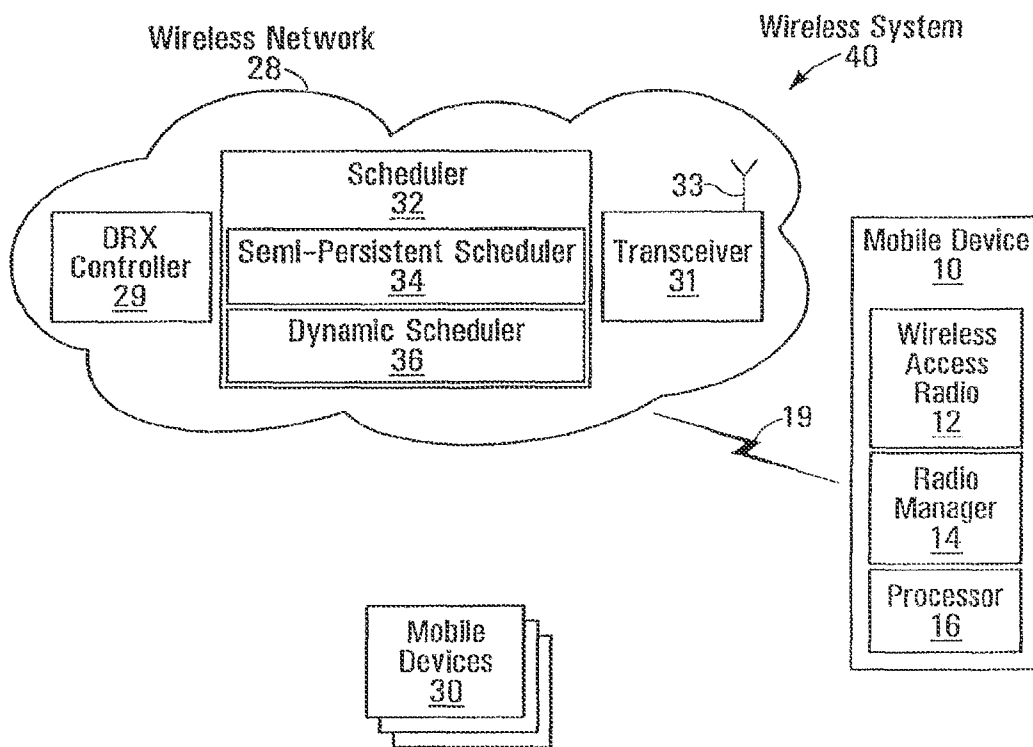 Wireless Network
28
Wireless System
40
Scheduler
32
33
DRX
Controller
29
Semi-Persistent Scheduler
34
Transceiver
31
Dynamic Scheduler
36
Mobile Device
10
Wireless
Access
Radio
12
19
Radio
Manager
14
Processor
16
Mobile
Devices
30